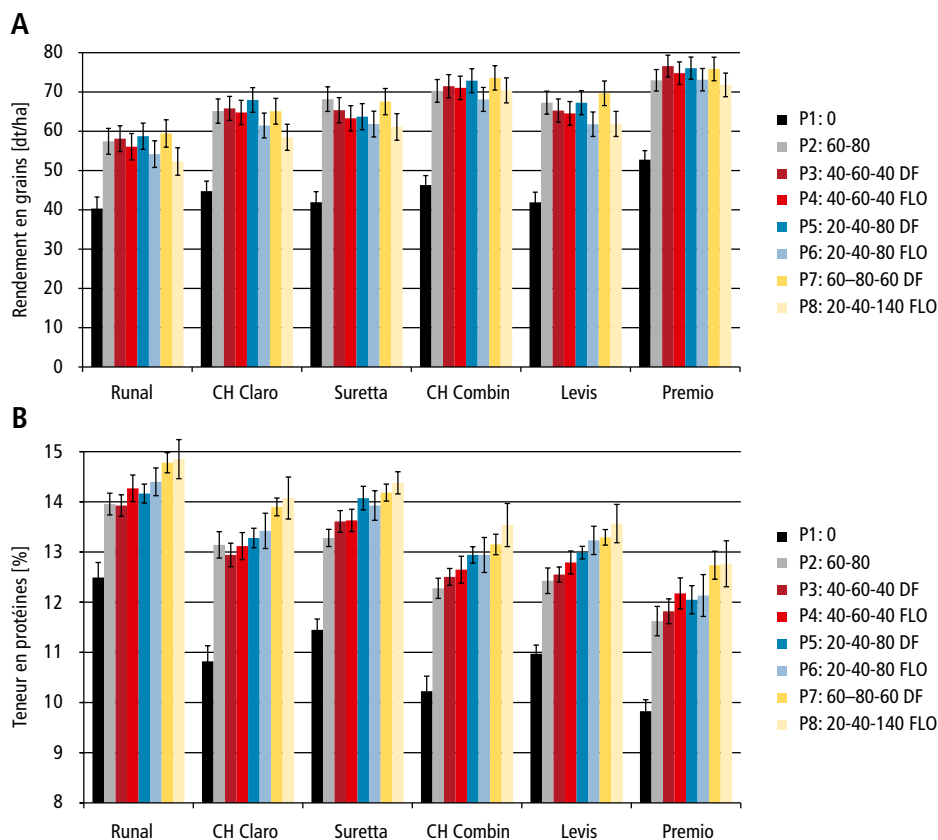 A
Rendement en grains [dt/ha]
80
70
60
50
40
30
20
10
0
Runal
CH Claro
Suretta
CH Combin
Levis
Premio
P1: 0
P2: 60-80
P3: 40-60-40 DF
P4: 40-60-40 FLO
P5: 20-40-80 DF
P6: 20-40-80 FLO
P7: 60–80-60 DF
P8: 20-40-140 FLO
B
Teneur en protéines [%]
15
14
13
12
11
10
9
8
Runal
CH Claro
Suretta
CH Combin
Levis
Premio
P1: 0
P2: 60-80
P3: 40-60-40 DF
P4: 40-60-40 FLO
P5: 20-40-80 DF
P6: 20-40-80 FLO
P7: 60–80-60 DF
P8: 20-40-140 FLO